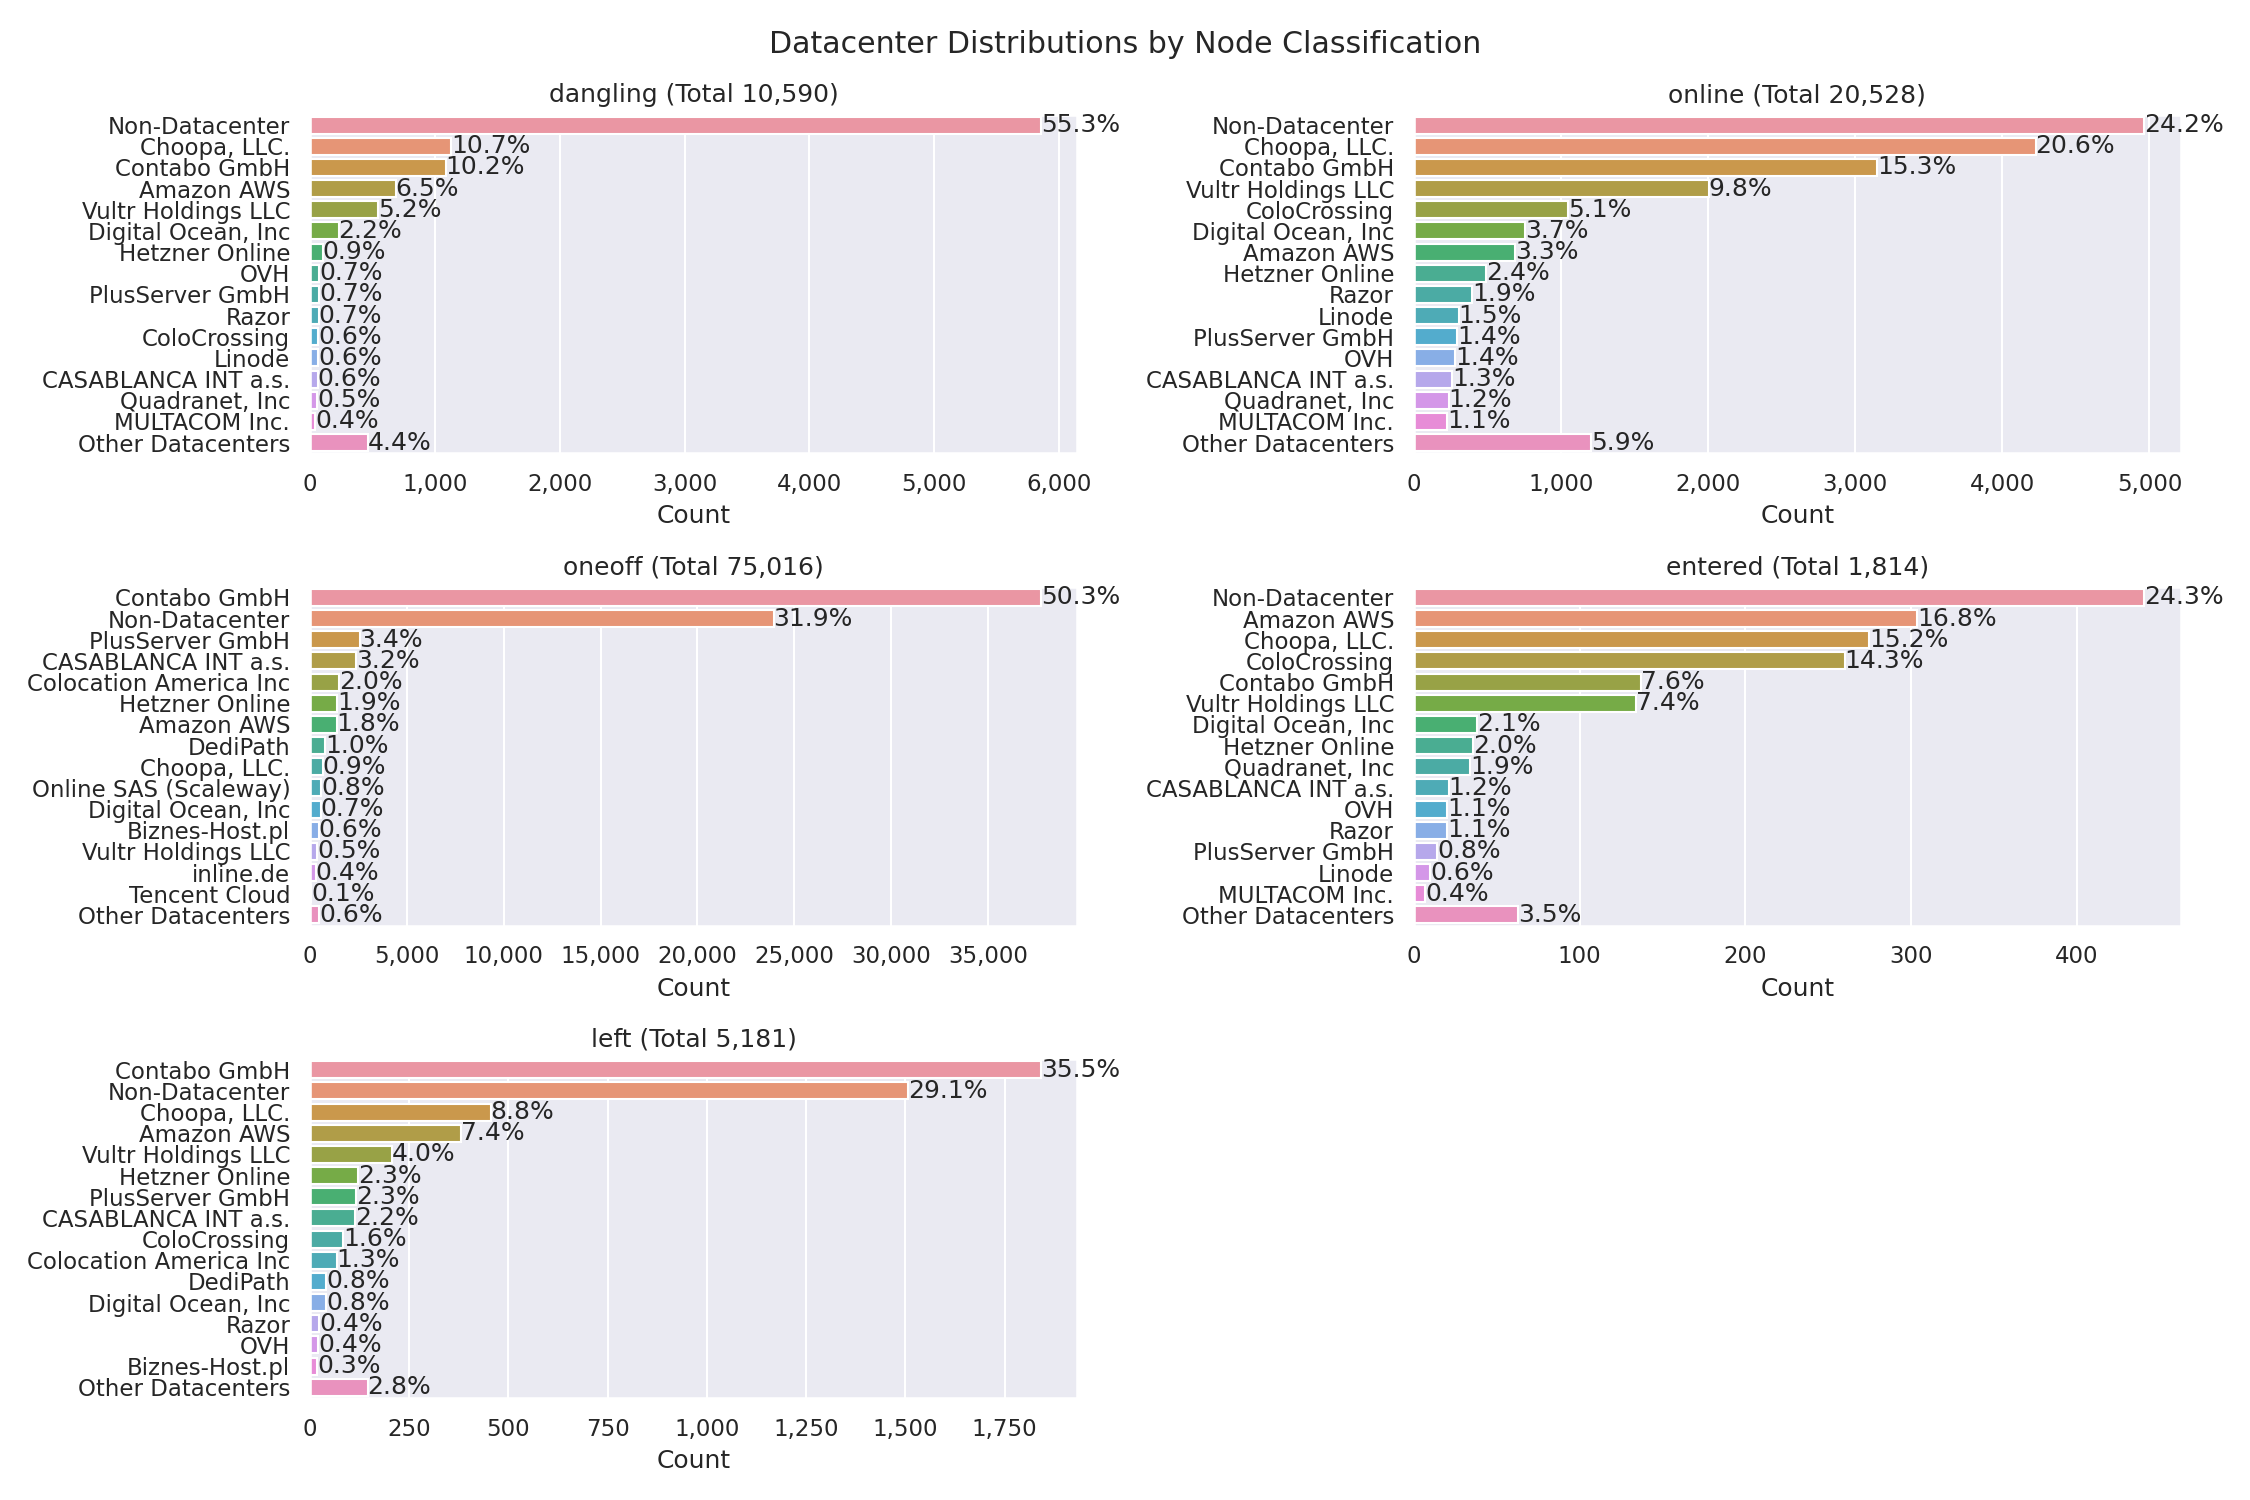 Datacenter Distributions by Node Classification
dangling (Total 10,590)
Non-Datacenter 55.3%
Choopa, LLC. 10.7%
Contabo GmbH 10.2%
Amazon AWS 6.5%
Vultr Holdings LLC 5.2%
Digital Ocean, Inc 2.2%
Hetzner Online 0.9%
OVH 0.7%
PlusServer GmbH 0.7%
Razor 0.7%
ColoCrossing 0.6%
Linode 0.6%
CASABLANCA INT a.s. 0.6%
Quadranet, Inc 0.5%
MULTACOM Inc. 0.4%
Other Datacenters 4.4%
0 1,000 2,000 3,000 4,000 5,000 6,000
Count
online (Total 20,528)
Non-Datacenter 24.2%
Choopa, LLC. 20.6%
Contabo GmbH 15.3%
Vultr Holdings LLC 9.8%
ColoCrossing 5.1%
Digital Ocean, Inc 3.7%
Amazon AWS 3.3%
Hetzner Online 2.4%
Razor 1.9%
Linode 1.5%
PlusServer GmbH 1.4%
OVH 1.4%
CASABLANCA INT a.s. 1.3%
Quadranet, Inc 1.2%
MULTACOM Inc. 1.1%
Other Datacenters 5.9%
0 1,000 2,000 3,000 4,000 5,000
Count
oneoff (Total 75,016)
Contabo GmbH 50.3%
Non-Datacenter 31.9%
PlusServer GmbH 3.4%
CASABLANCA INT a.s. 3.2%
Colocation America Inc 2.0%
Hetzner Online 1.9%
Amazon AWS 1.8%
DediPath 1.0%
Choopa, LLC. 0.9%
Online SAS (Scaleway) 0.8%
Digital Ocean, Inc 0.7%
Biznes-Host.pl 0.6%
Vultr Holdings LLC 0.5%
inline.de 0.4%
Tencent Cloud 0.1%
Other Datacenters 0.6%
0 5,000 10,000 15,000 20,000 25,000 30,000 35,000
Count
entered (Total 1,814)
Non-Datacenter 24.3%
Amazon AWS 16.8%
Choopa, LLC. 15.2%
ColoCrossing 14.3%
Contabo GmbH 7.6%
Vultr Holdings LLC 7.4%
Digital Ocean, Inc 2.1%
Hetzner Online 2.0%
Quadranet, Inc 1.9%
CASABLANCA INT a.s. 1.2%
OVH 1.1%
Razor 1.1%
PlusServer GmbH 0.8%
Linode 0.6%
MULTACOM Inc. 0.4%
Other Datacenters 3.5%
0 100 200 300 400
Count
left (Total 5,181)
Contabo GmbH 35.5%
Non-Datacenter 29.1%
Choopa, LLC. 8.8%
Amazon AWS 7.4%
Vultr Holdings LLC 4.0%
Hetzner Online 2.3%
PlusServer GmbH 2.3%
CASABLANCA INT a.s. 2.2%
ColoCrossing 1.6%
Colocation America Inc 1.3%
DediPath 0.8%
Digital Ocean, Inc 0.8%
Razor 0.4%
OVH 0.4%
Biznes-Host.pl 0.3%
Other Datacenters 2.8%
0 250 500 750 1,000 1,250 1,500 1,750
Count